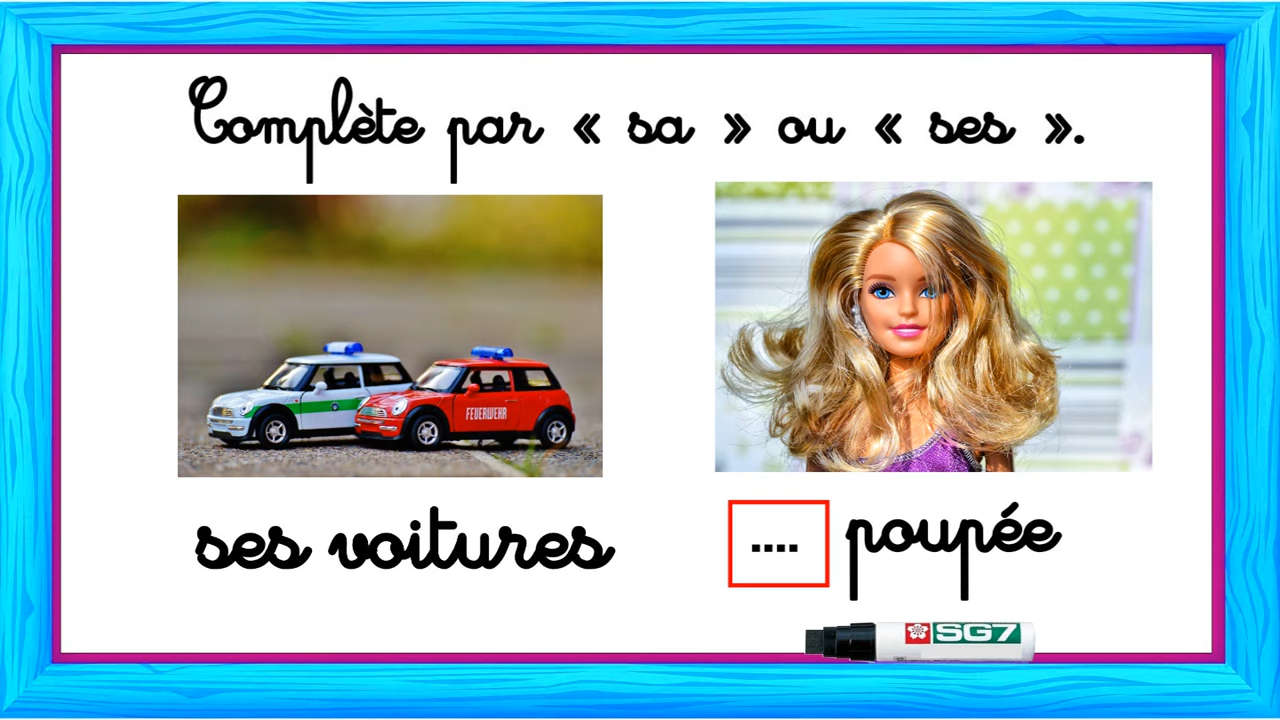 Complète par « sa » ou « ses ».
FEUERWEHR
ses voitures
.... poupée
SG7